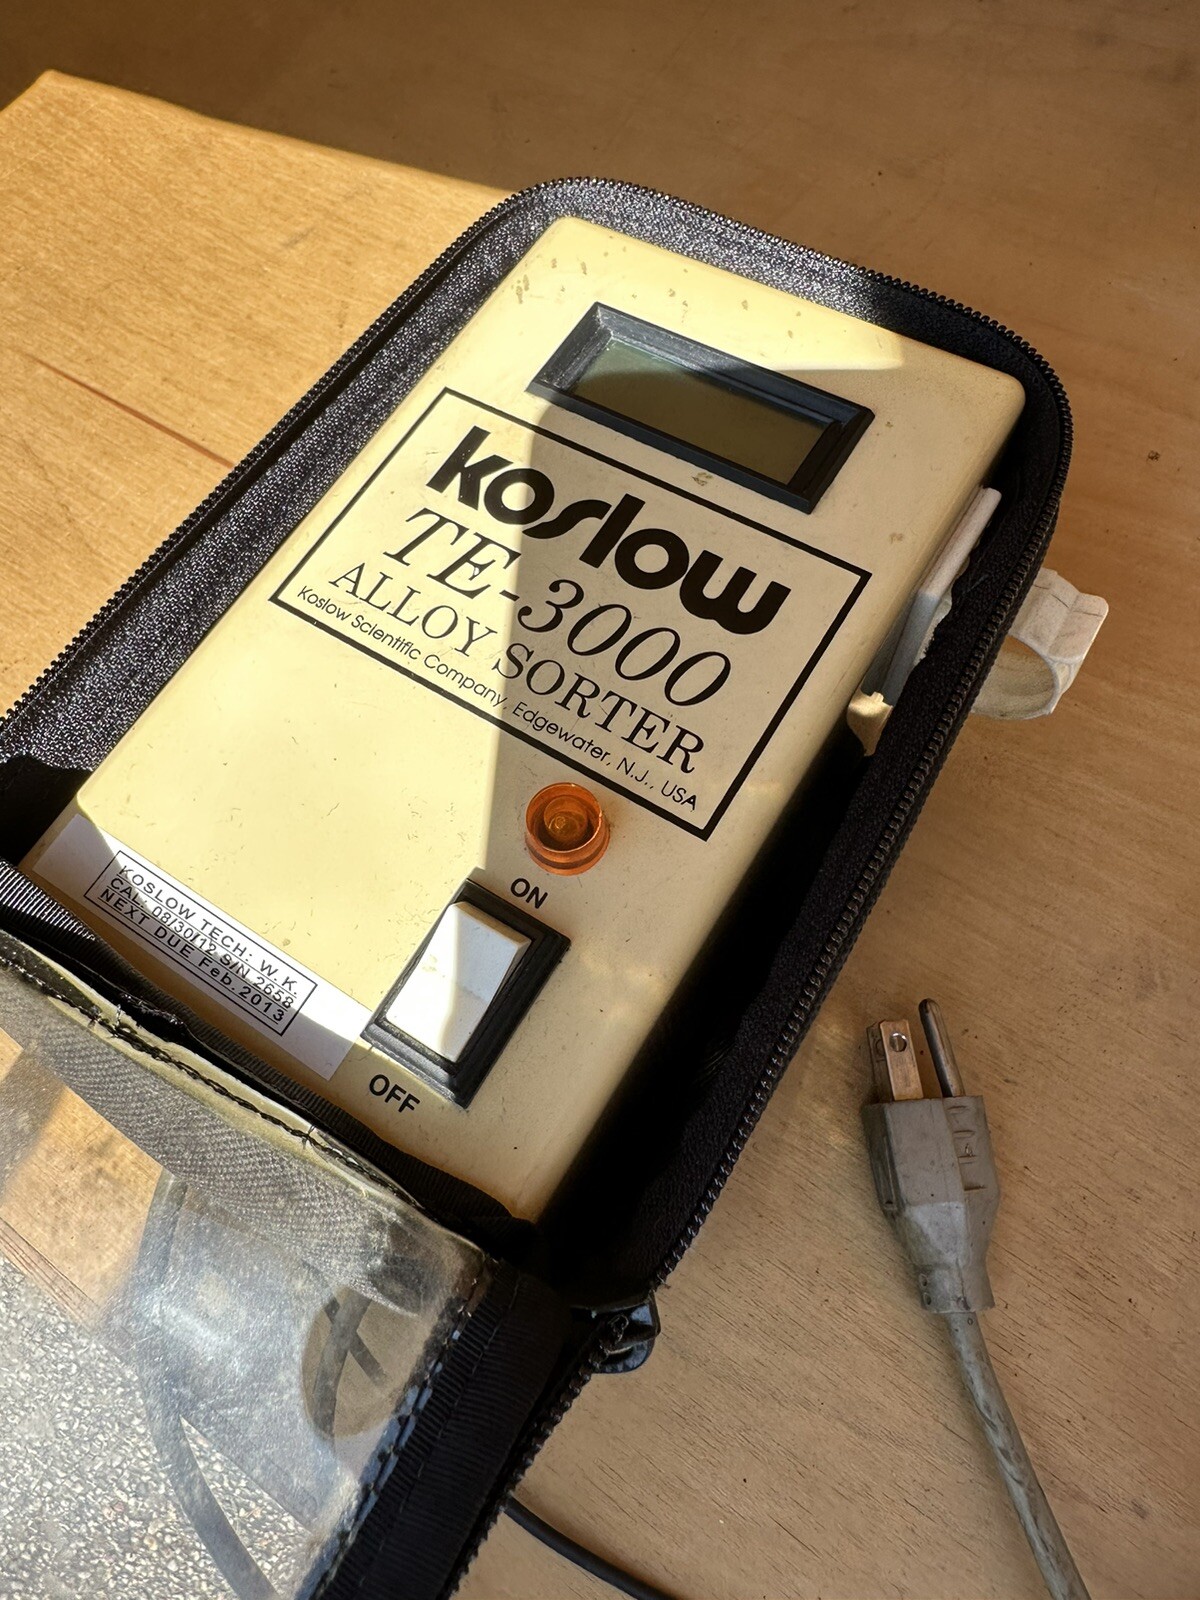 koslow
TE-3000
ALLOY SORTER
Koslow Scientific Company, Edgewater, N.J., USA
ON
OFF
KOSLOW TECH: W.K.
CAL: 08/30/12 S/N 2658
NEXT DUE Feb. 2013